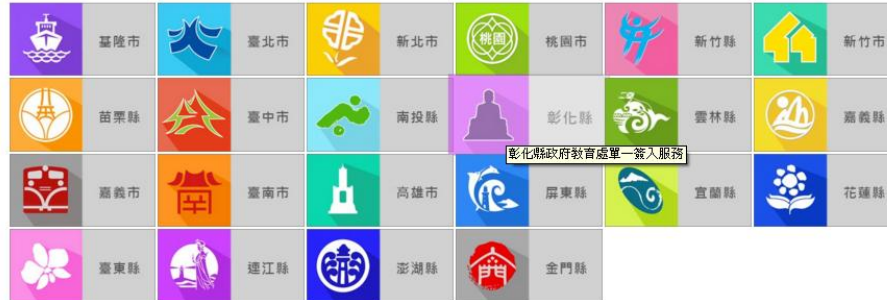 基隆市
臺北市
新北市
桃園
桃園市
新竹縣
新竹市
苗栗縣
臺中市
南投縣
彰化縣
雲林縣
嘉義縣
彰化縣政府教育處單一簽入服務
嘉義市
臺南市
高雄市
屏東縣
宜蘭縣
花蓮縣
臺東縣
連江縣
澎湖縣
金門縣